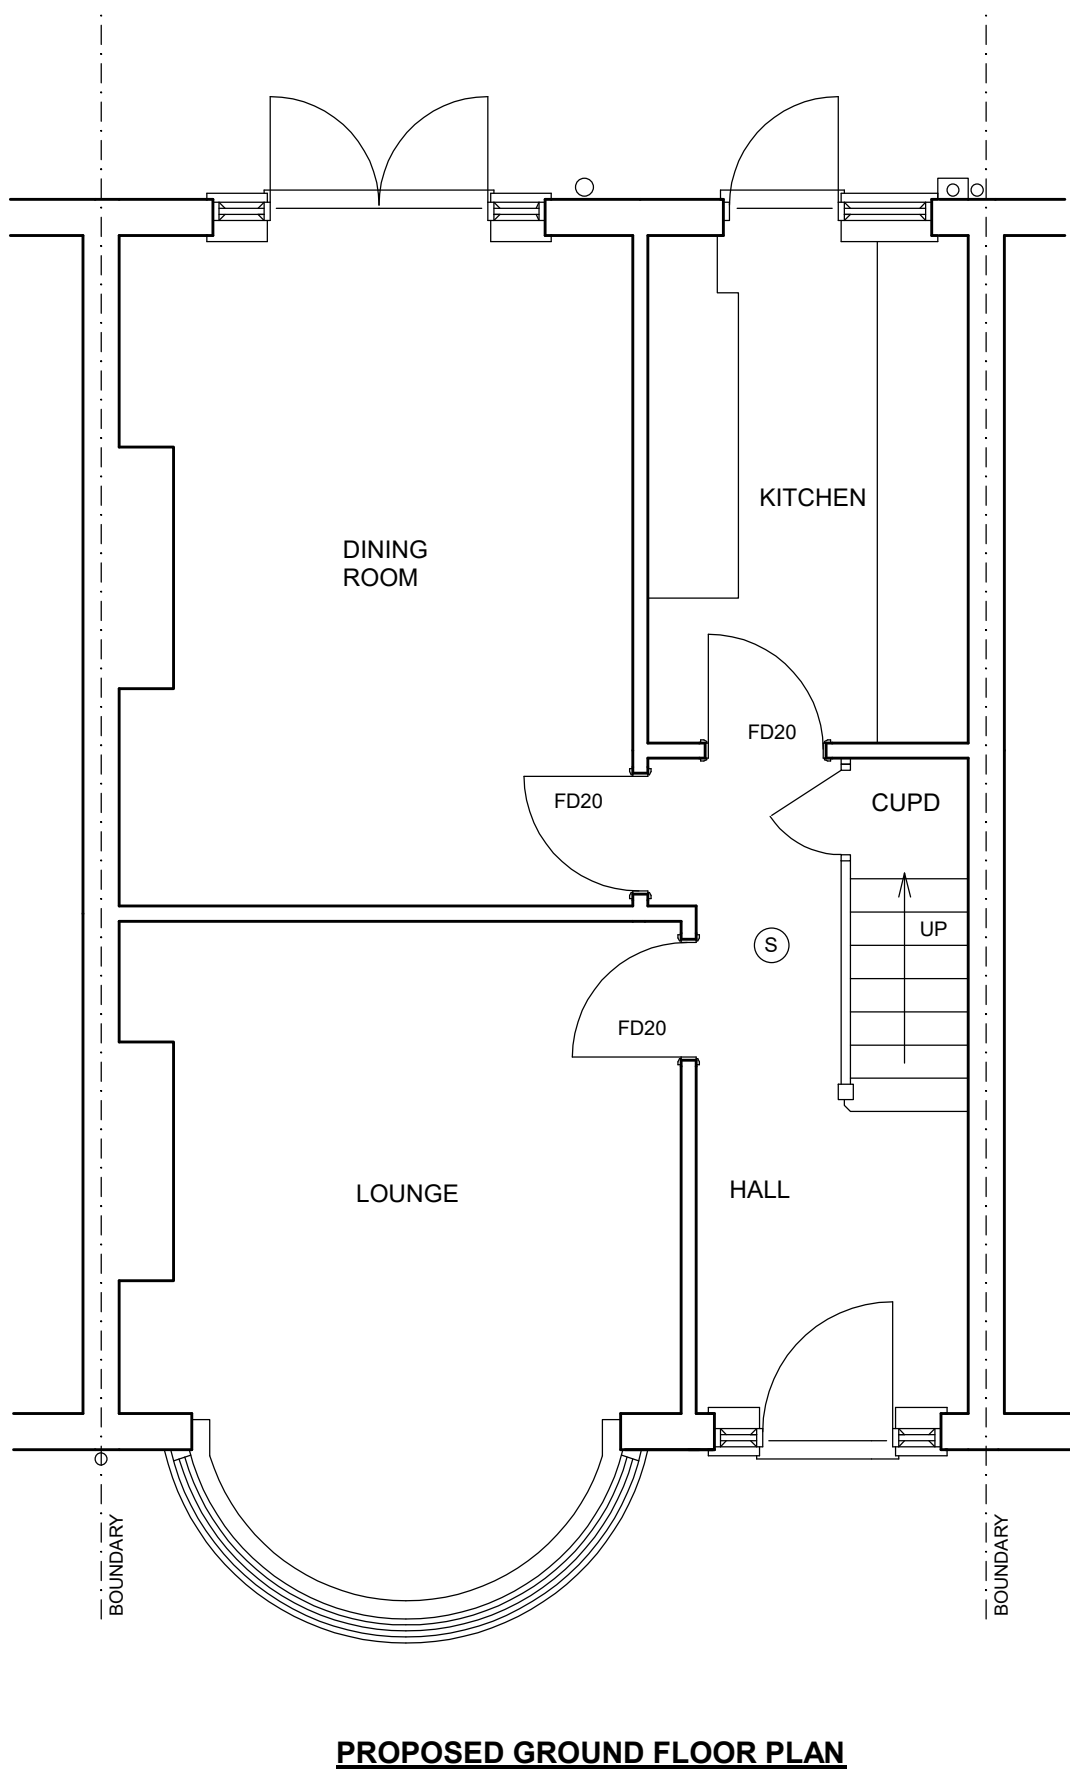 KITCHEN
DINING
ROOM
FD20
FD20
CUPD
UP
S
FD20
LOUNGE
HALL
BOUNDARY
BOUNDARY
PROPOSED GROUND FLOOR PLAN